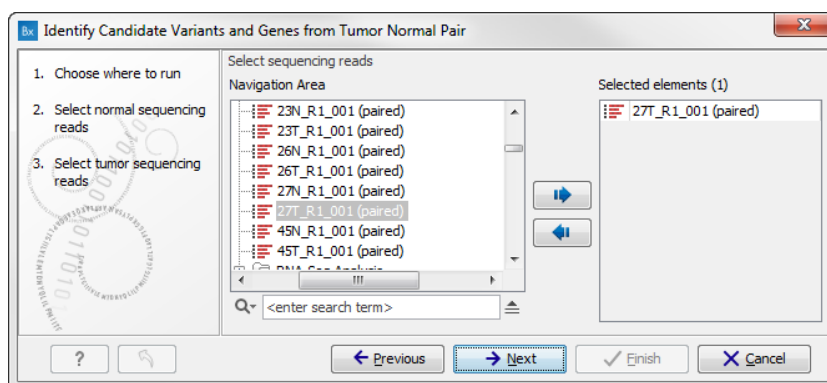 Bx Identify Candidate Variants and Genes from Tumor Normal Pair
1. Choose where to run
2. Select normal sequencing
reads
3. Select tumor sequencing
reads
Select sequencing reads
Navigation Area
23N_R1_001 (paired)
23T_R1_001 (paired)
26N_R1_001 (paired)
26T_R1_001 (paired)
27N_R1_001 (paired)
27T_R1_001 (paired)
45N_R1_001 (paired)
45T_R1_001 (paired)
<enter search term>
Selected elements (1)
27T_R1_001 (paired)
?
Previous
Next
Finish
Cancel